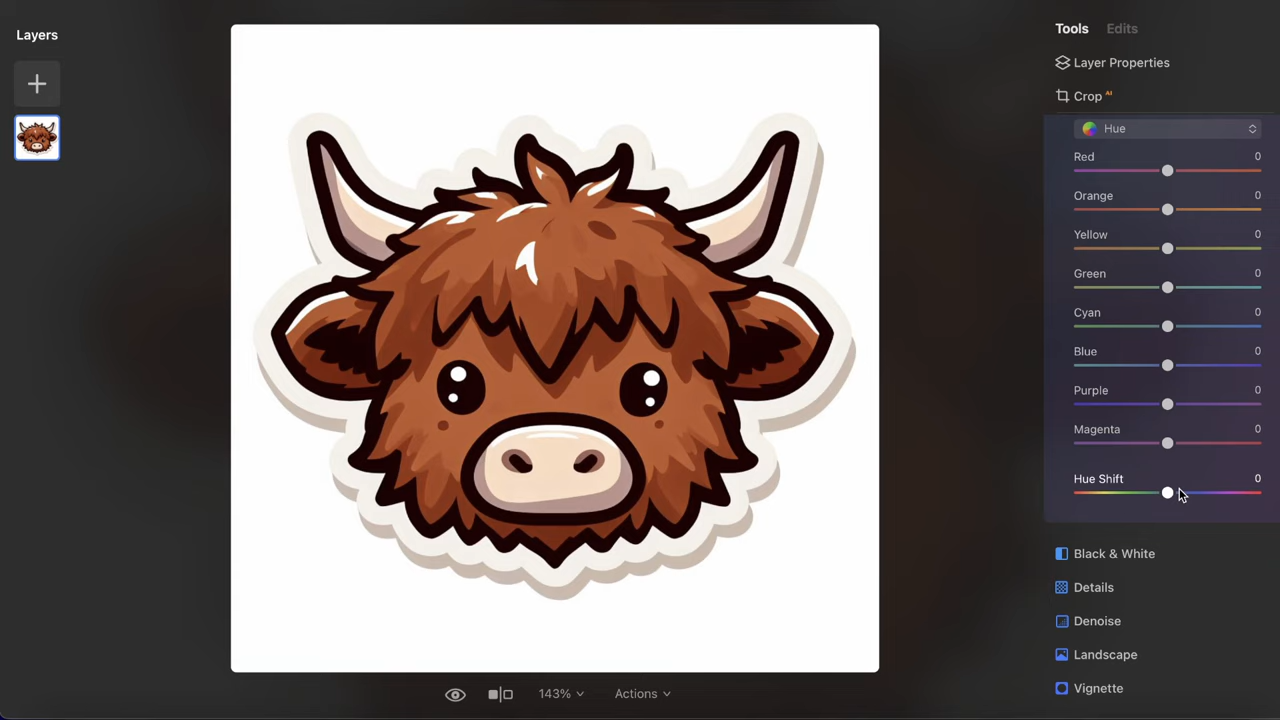 Layers
Tools Edits
Layer Properties
Crop AI
Hue
Red 0
Orange 0
Yellow 0
Green 0
Cyan 0
Blue 0
Purple 0
Magenta 0
Hue Shift 0
Black & White
Details
Denoise
Landscape
Vignette
143% Actions